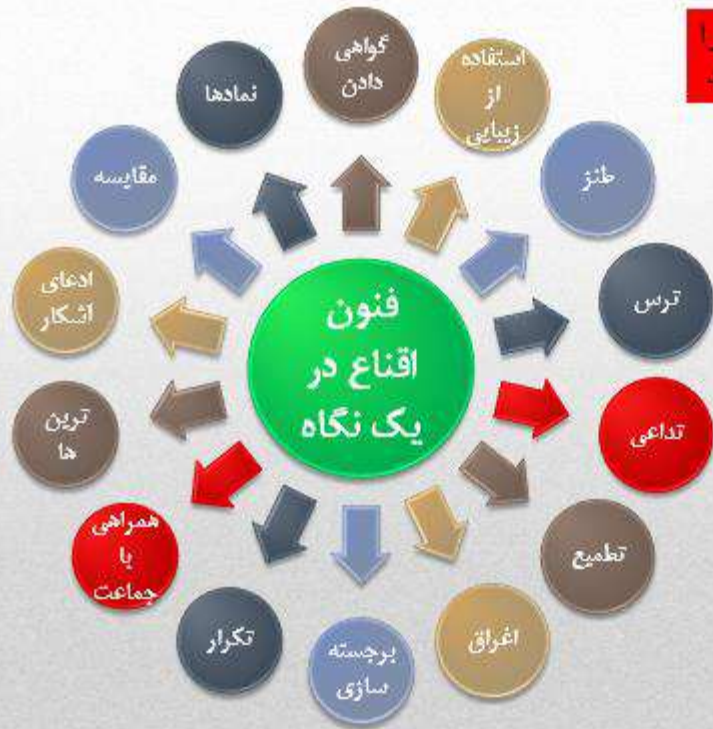 فنون
اقناع در
یک نگاه
گواهی
دادن
استفاده
از
زیبایی
طنز
ترس
تداعی
تطمیع
اغراق
برجسته
سازی
تکرار
همراهی
با
جماعت
ترین
ها
ادعای
آشکار
مقایسه
نمادها
را